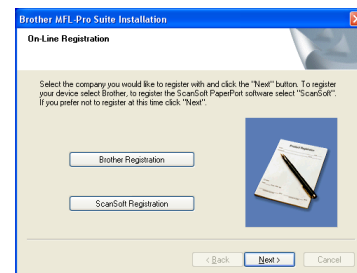 Brother MFL-Pro Suite Installation
On-Line Registration
Select the company you would like to register with and click the "Next" button. To register
your device select Brother, to register the ScanSoft PaperPort software select "ScanSoft".
If you prefer not to register at this time click "Next".
Brother Registration
ScanSoft Registration
< Back
Next >
Cancel